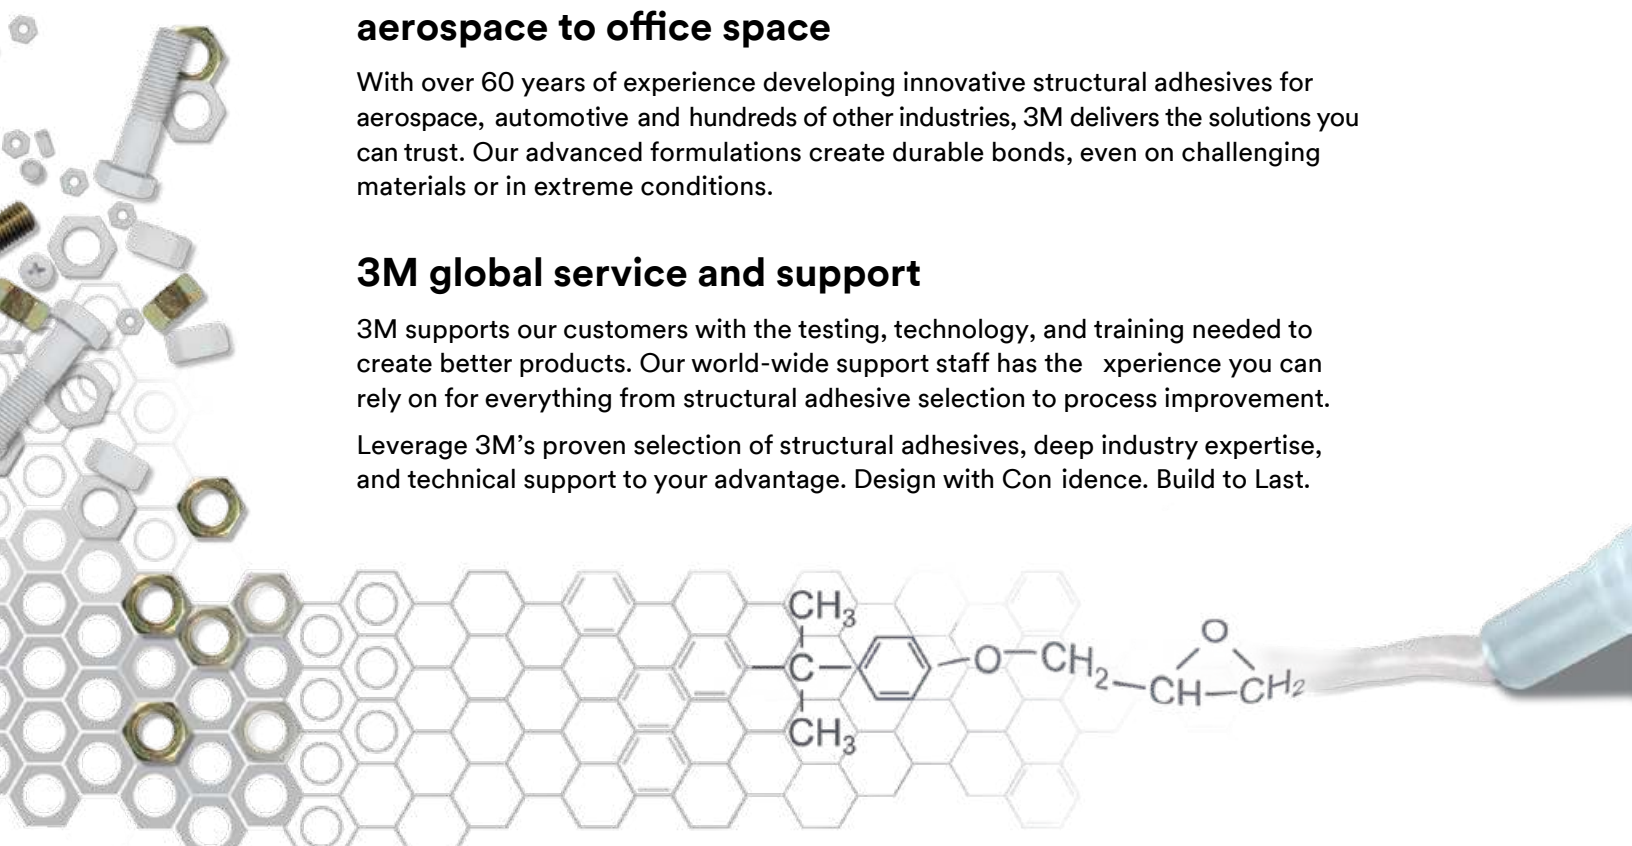 aerospace to office space
With over 60 years of experience developing innovative structural adhesives for
aerospace, automotive and hundreds of other industries, 3M delivers the solutions you
can trust. Our advanced formulations create durable bonds, even on challenging
materials or in extreme conditions.
3M global service and support
3M supports our customers with the testing, technology, and training needed to
create better products. Our world-wide support staff has the xperience you can
rely on for everything from structural adhesive selection to process improvement.
Leverage 3M’s proven selection of structural adhesives, deep industry expertise,
and technical support to your advantage. Design with Con idence. Build to Last.
CH₃
O
C O CH₂ CH CH₂
CH₃